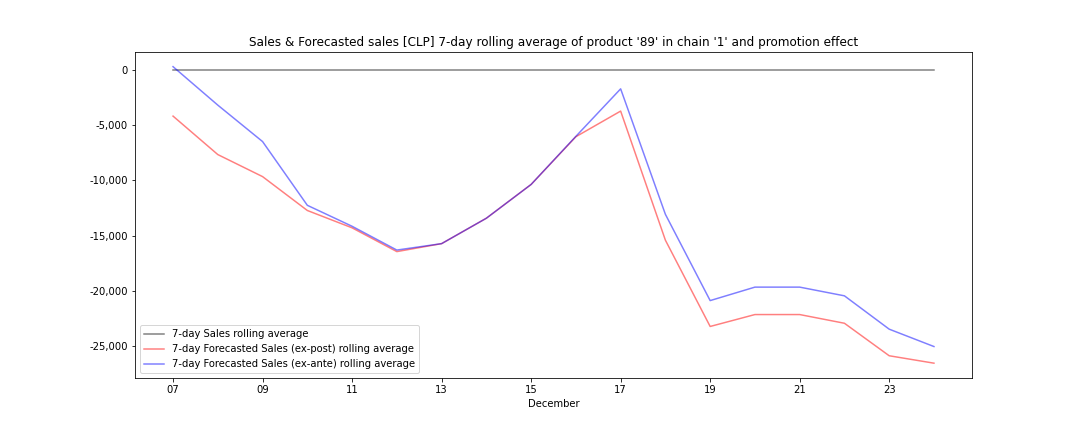 Sales & Forecasted sales [CLP] 7-day rolling average of product '89' in chain '1' and promotion effect
0
-5,000
-10,000
-15,000
-20,000
-25,000
7-day Sales rolling average
7-day Forecasted Sales (ex-post) rolling average
7-day Forecasted Sales (ex-ante) rolling average
07 09 11 13 15 17 19 21 23
December